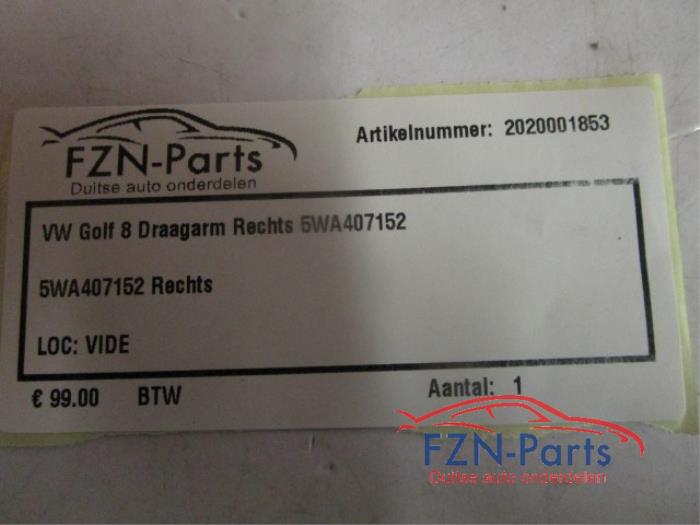 FZN-Parts
Duitse auto onderdelen
Artikelnummer: 2020001853
VW Golf 8 Draagarm Rechts 5WA407152
5WA407152 Rechts
LOC: VIDE
€ 99.00 BTW
Aantal: 1
FZN-Parts
Duitse auto onderdelen